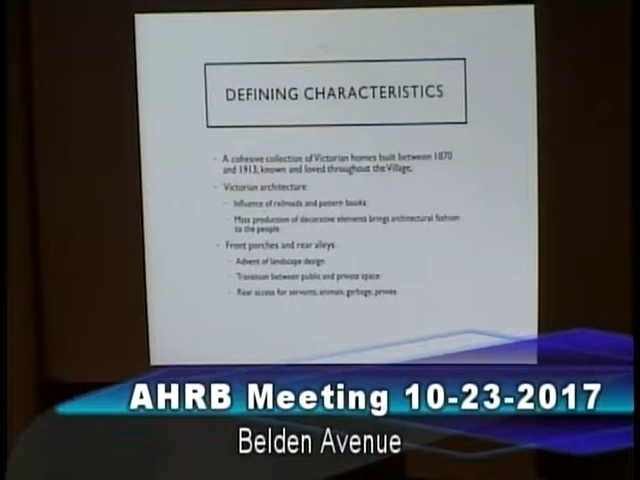 DEFINING CHARACTERISTICS
A cohesive collection of Victorian homes built between 1870
and 1913, known and loved throughout the Village.
Victorian architecture
Influence of railroads and pattern books
Mass production of decorative elements brings architectural fashion
to the people
Front porches and rear alleys
Advent of landscape design
Transition between public and private space
Rear access for servants, animals, garbage, privies
AHRB Meeting 10-23-2017
Belden Avenue